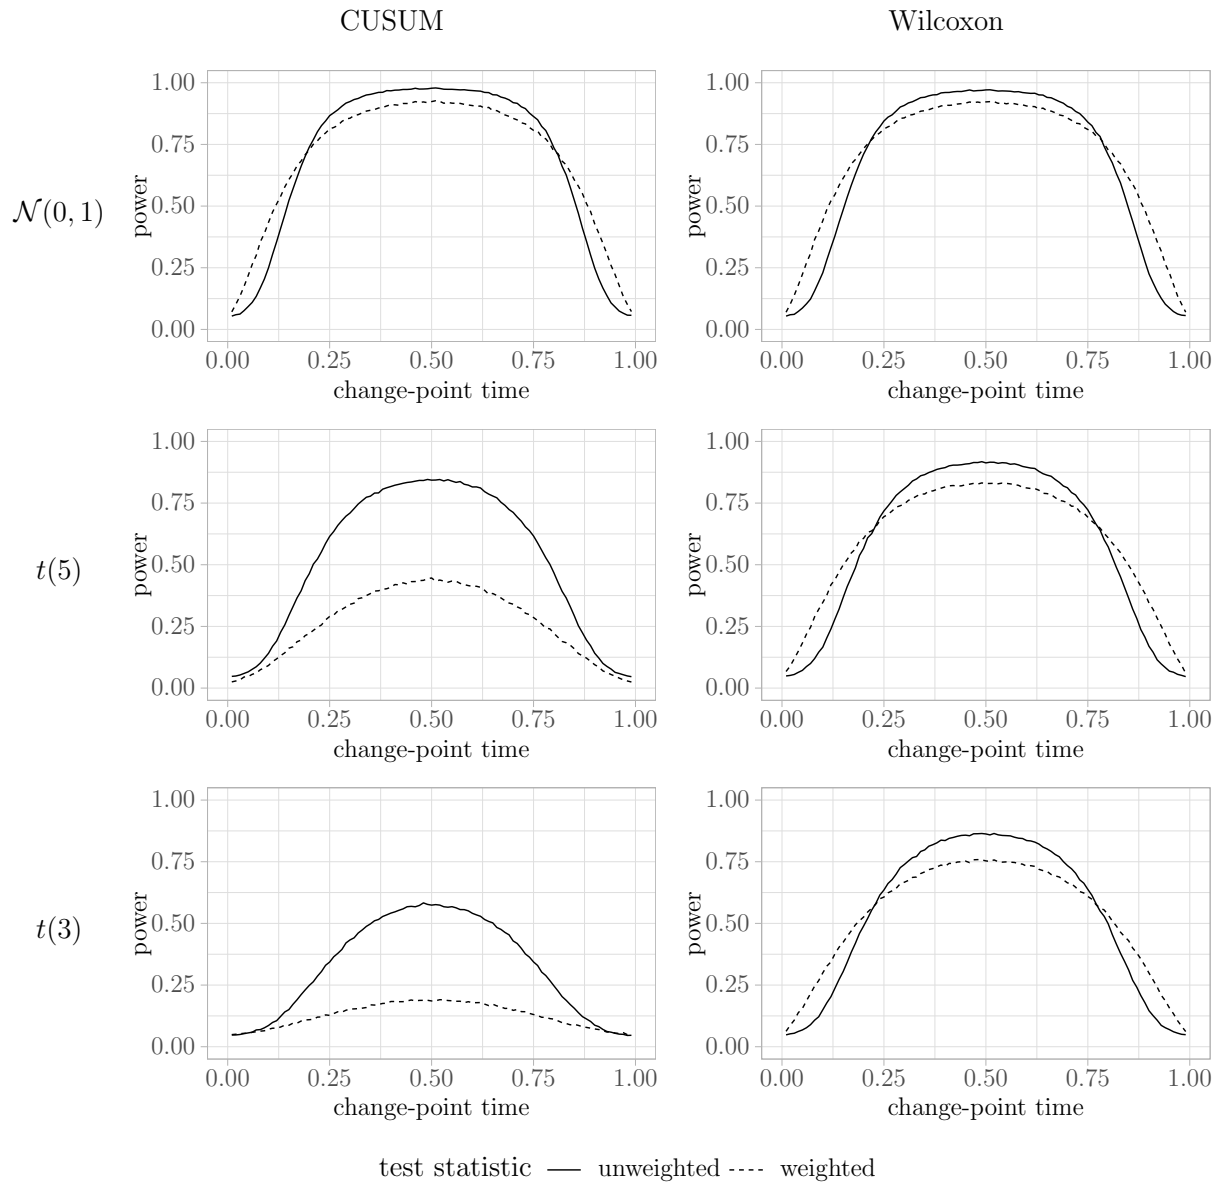 CUSUM Wilcoxon
1.00 1.00
0.75 0.75
𝒩(0, 1) power 0.50 power 0.50
0.25 0.25
0.00 0.00
0.00 0.25 0.50 0.75 1.00 0.00 0.25 0.50 0.75 1.00
change-point time change-point time
1.00 1.00
0.75 0.75
t(5) power 0.50 power 0.50
0.25 0.25
0.00 0.00
0.00 0.25 0.50 0.75 1.00 0.00 0.25 0.50 0.75 1.00
change-point time change-point time
1.00 1.00
0.75 0.75
t(3) power 0.50 power 0.50
0.25 0.25
0.00 0.00
0.00 0.25 0.50 0.75 1.00 0.00 0.25 0.50 0.75 1.00
change-point time change-point time
test statistic unweighted weighted